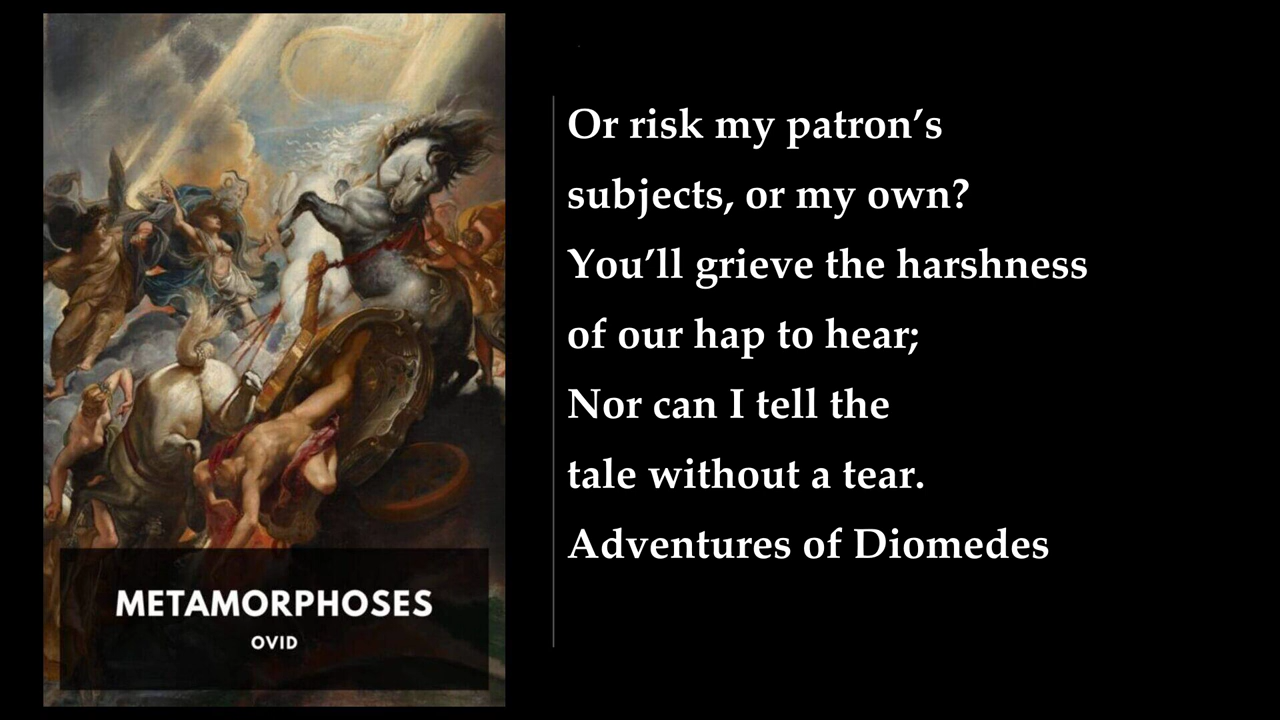 METAMORPHOSES
OVID
Or risk my patron’s
subjects, or my own?
You’ll grieve the harshness
of our hap to hear;
Nor can I tell the
tale without a tear.
Adventures of Diomedes